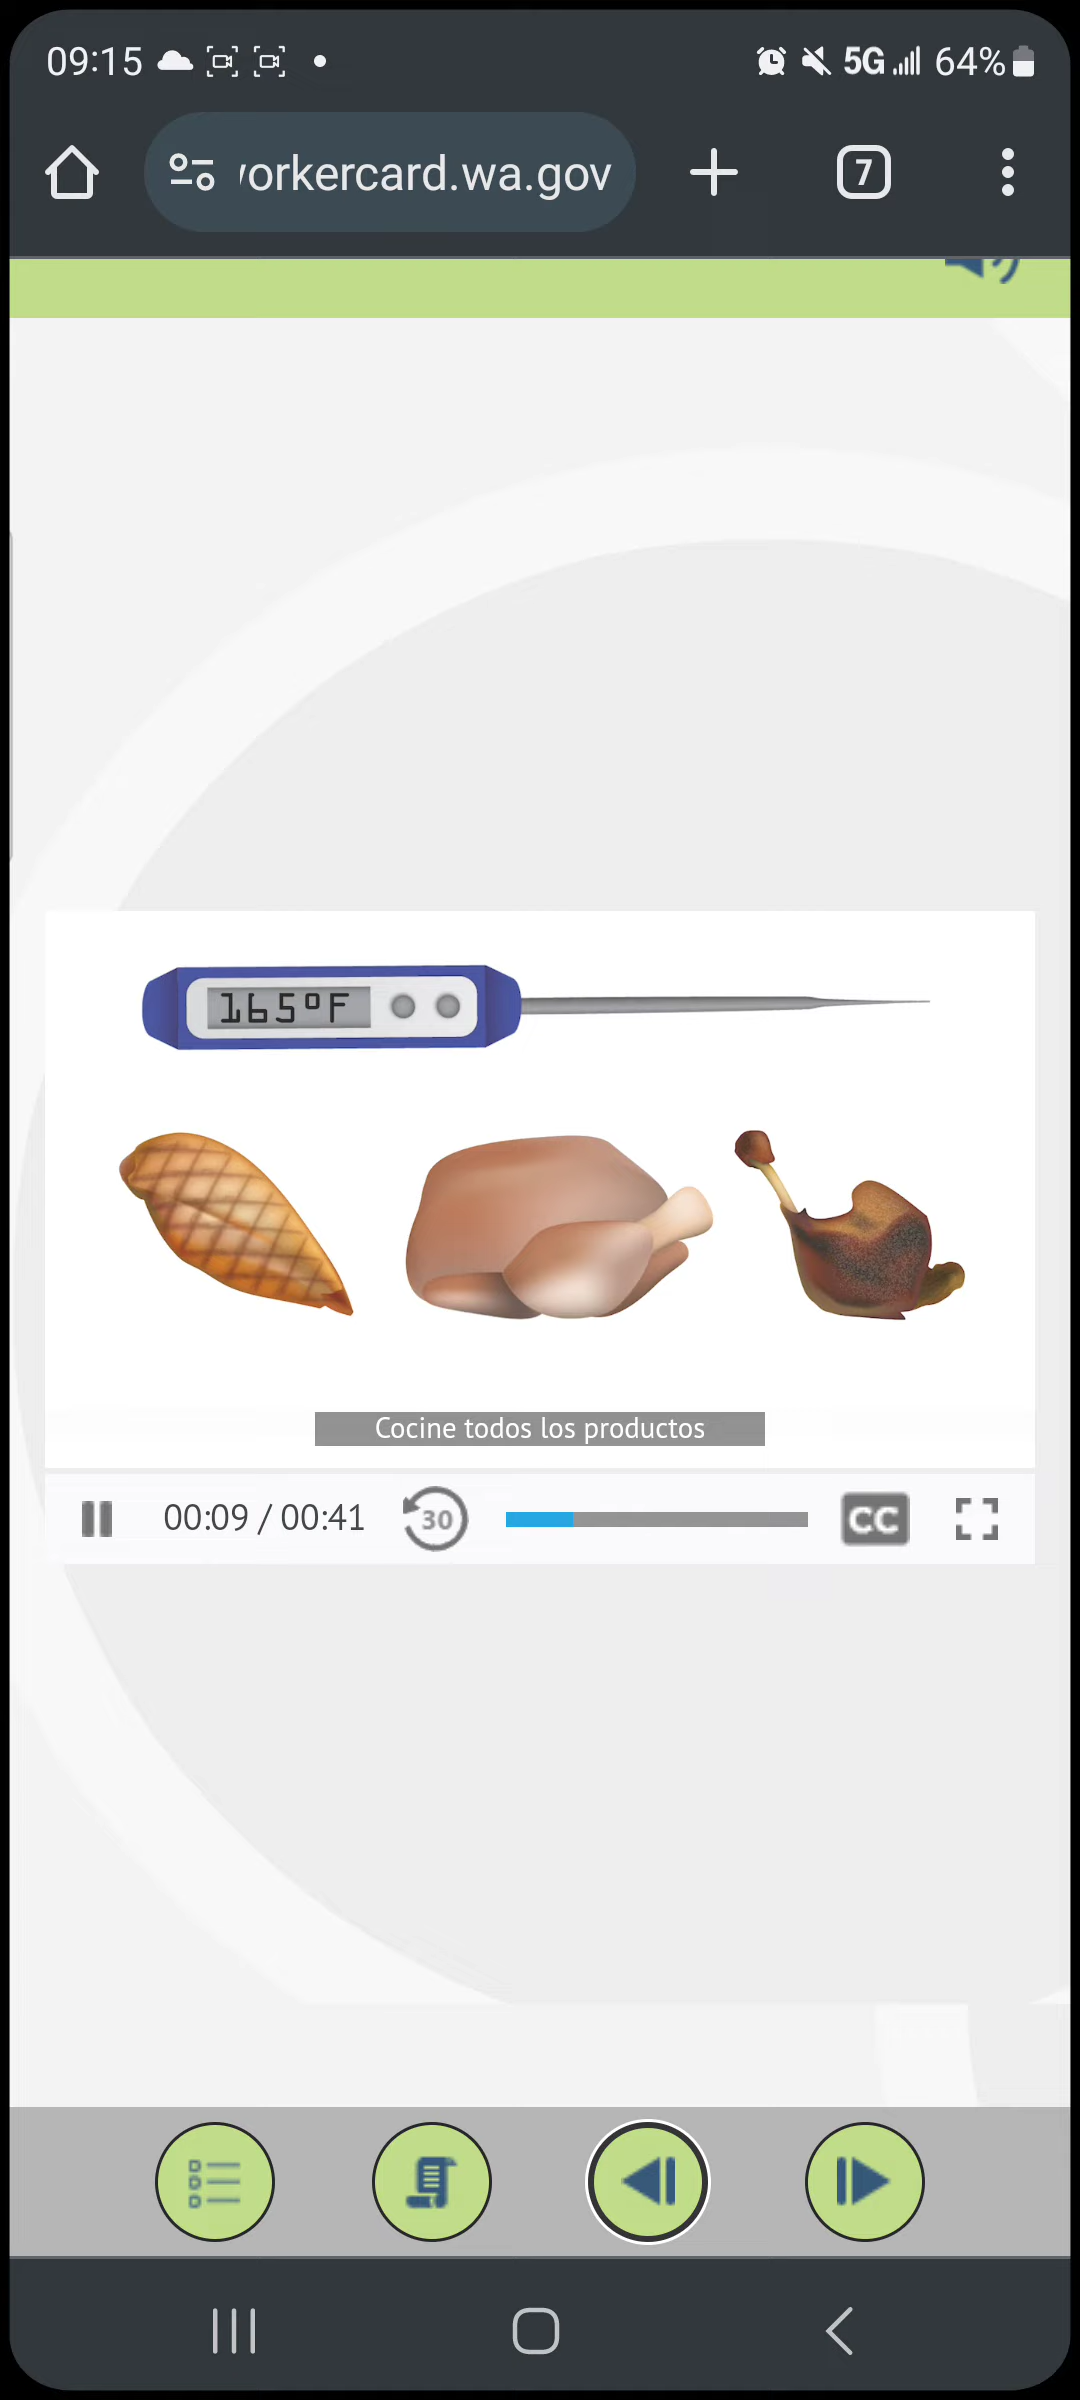 09:15 5G 64%
orkercard.wa.gov 7
165°F
Cocine todos los productos
00:09 / 00:41 30 CC